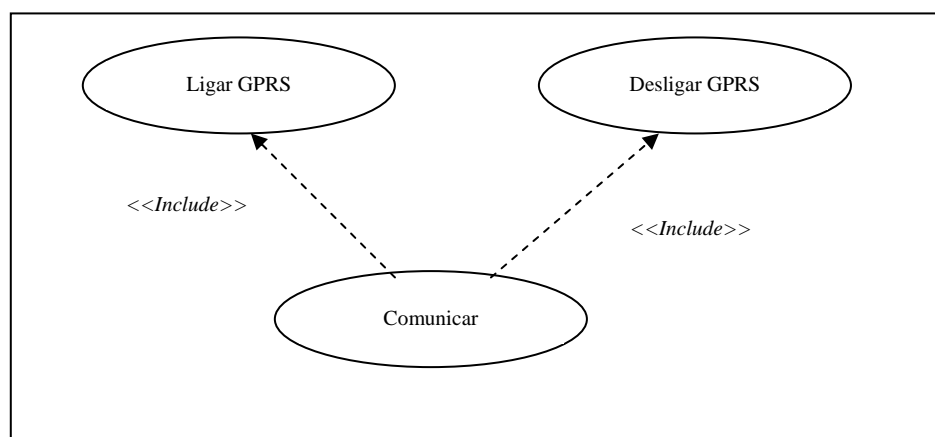 Ligar GPRS
Desligar GPRS
<<Include>>
<<Include>>
Comunicar